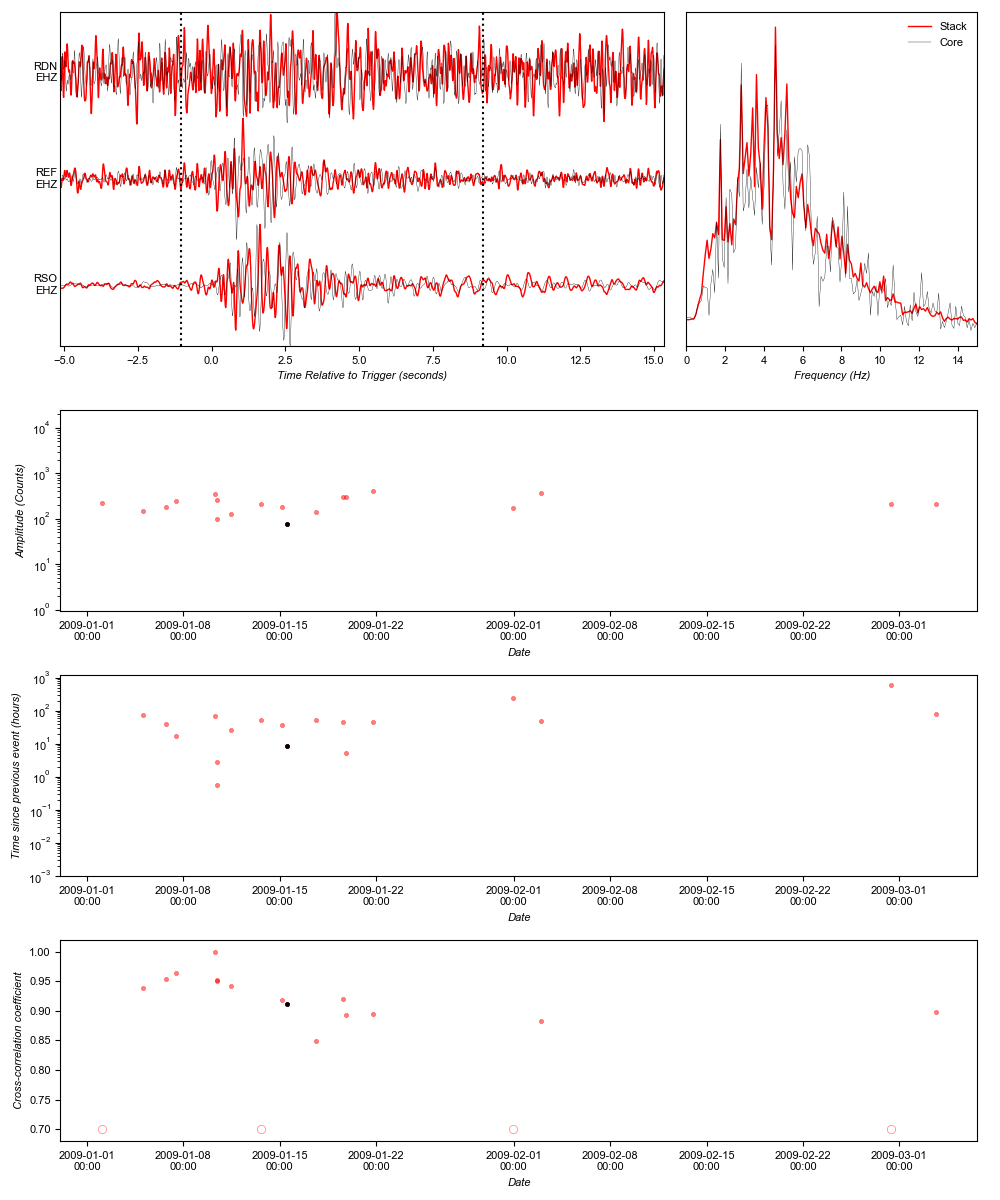 RDN
EHZ
REF
EHZ
RSO
EHZ
−5.0 −2.5 0.0 2.5 5.0 7.5 10.0 12.5 15.0
Time Relative to Trigger (seconds)
Stack
Core
0 2 4 6 8 10 12 14
Frequency (Hz)
Amplitude (Counts)
10^4
10^3
10^2
10^1
10^0
2009-01-01 2009-01-08 2009-01-15 2009-01-22 2009-02-01 2009-02-08 2009-02-15 2009-02-22 2009-03-01
00:00 00:00 00:00 00:00 00:00 00:00 00:00 00:00 00:00
Date
Time since previous event (hours)
10^3
10^2
10^1
10^0
10^−1
10^−2
10^−3
2009-01-01 2009-01-08 2009-01-15 2009-01-22 2009-02-01 2009-02-08 2009-02-15 2009-02-22 2009-03-01
00:00 00:00 00:00 00:00 00:00 00:00 00:00 00:00 00:00
Date
Cross-correlation coefficient
1.00
0.95
0.90
0.85
0.80
0.75
0.70
2009-01-01 2009-01-08 2009-01-15 2009-01-22 2009-02-01 2009-02-08 2009-02-15 2009-02-22 2009-03-01
00:00 00:00 00:00 00:00 00:00 00:00 00:00 00:00 00:00
Date